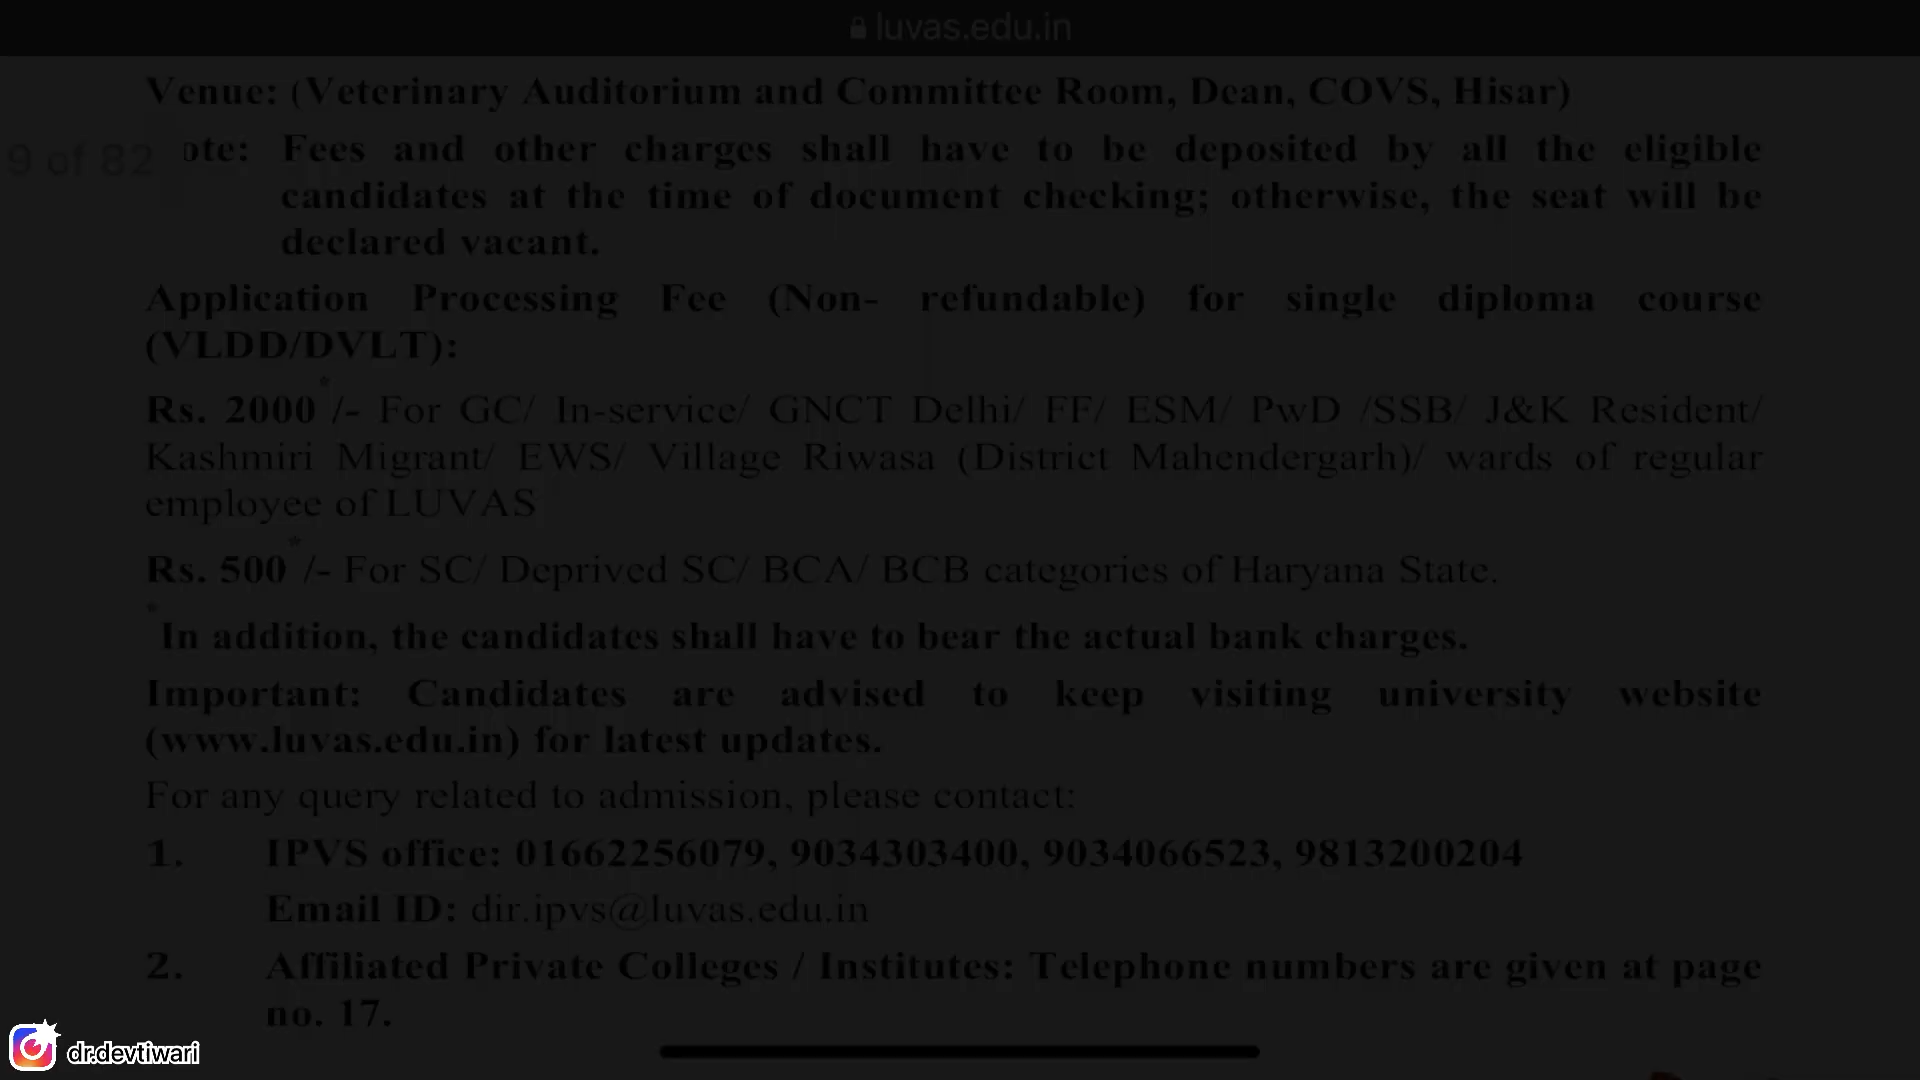 luvas.edu.in
Venue: (Veterinary Auditorium and Committee Room, Dean, COVS, Hisar)
9 of 82
ote: Fees and other charges shall have to be deposited by all the eligible
candidates at the time of document checking; otherwise, the seat will be
declared vacant.
Application Processing Fee (Non- refundable) for single diploma course
(VLDD/DVLT):
Rs. 2000*/- For GC/ In-service/ GNCT Delhi/ FF/ ESM/ PwD /SSB/ J&K Resident/
Kashmiri Migrant/ EWS/ Village Riwasa (District Mahendergarh)/ wards of regular
employee of LUVAS
Rs. 500*/- For SC/ Deprived SC/ BCA/ BCB categories of Haryana State.
*In addition, the candidates shall have to bear the actual bank charges.
Important: Candidates are advised to keep visiting university website
(www.luvas.edu.in) for latest updates.
For any query related to admission, please contact:
1. IPVS office: 01662256079, 9034303400, 9034066523, 9813200204
Email ID: dir.ipvs@luvas.edu.in
2. Affiliated Private Colleges / Institutes: Telephone numbers are given at page
no. 17.
dr.devtiwari